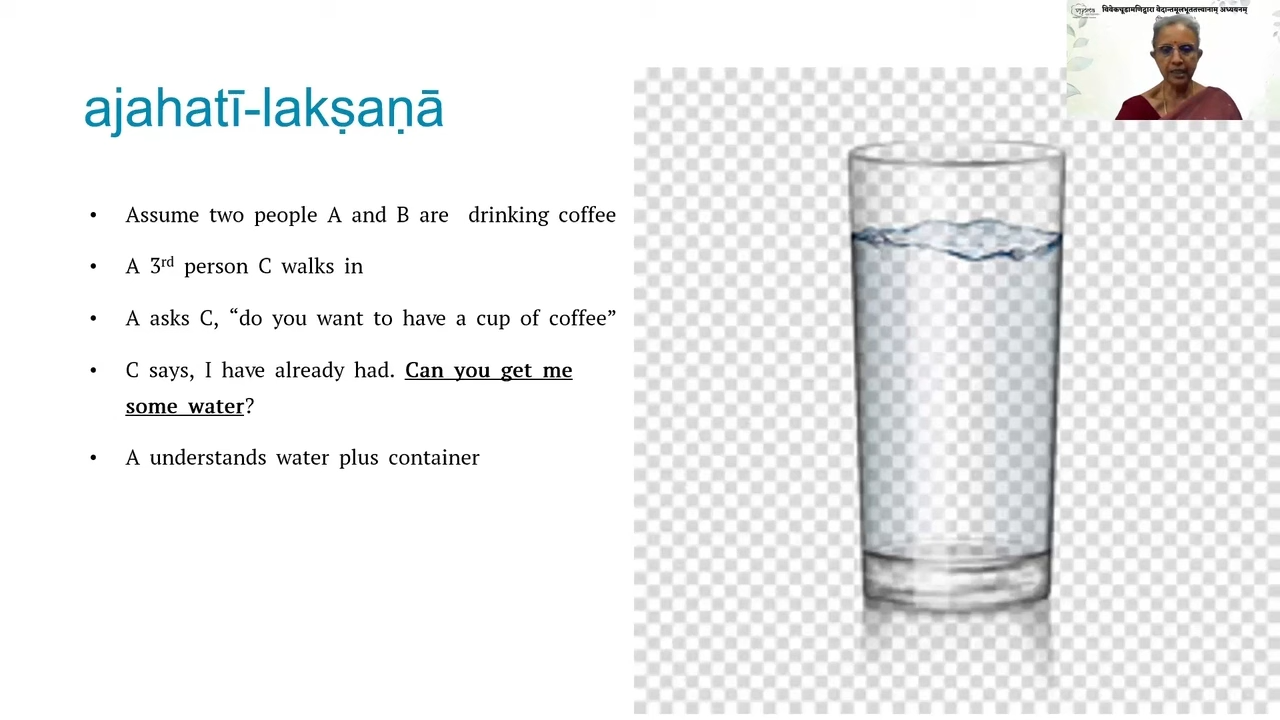 विवेकचूडामणिद्वारा वेदान्तमूलभूततत्त्वानाम् अध्ययनम्
ajahatī-lakṣaṇā
• Assume two people A and B are drinking coffee
• A 3rd person C walks in
• A asks C, “do you want to have a cup of coffee”
• C says, I have already had. Can you get me
some water?
• A understands water plus container